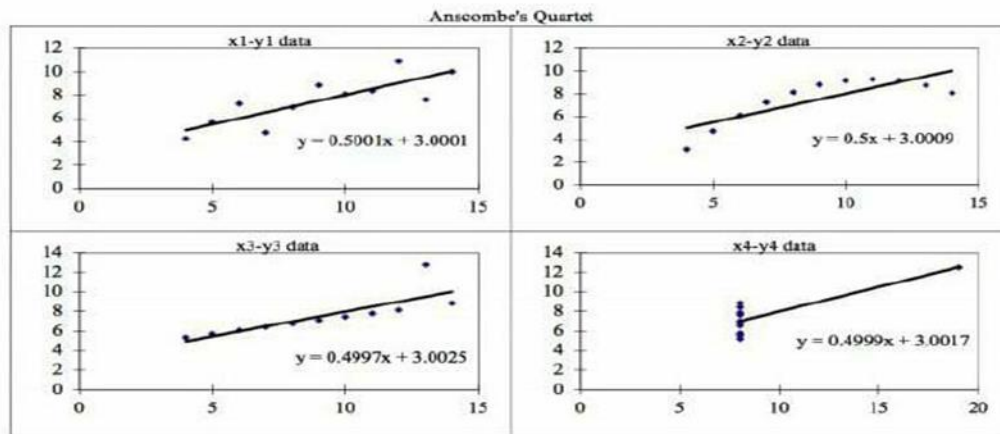 Anscombe's Quartet
x1-y1 data
12
10
8
6
4
2
0
y = 0.5001x + 3.0001
0 5 10 15
x2-y2 data
12
10
8
6
4
2
0
y = 0.5x + 3.0009
0 5 10 15
x3-y3 data
14
12
10
8
6
4
2
0
y = 0.4997x + 3.0025
0 5 10 15
x4-y4 data
14
12
10
8
6
4
2
0
y = 0.4999x + 3.0017
0 5 10 15 20